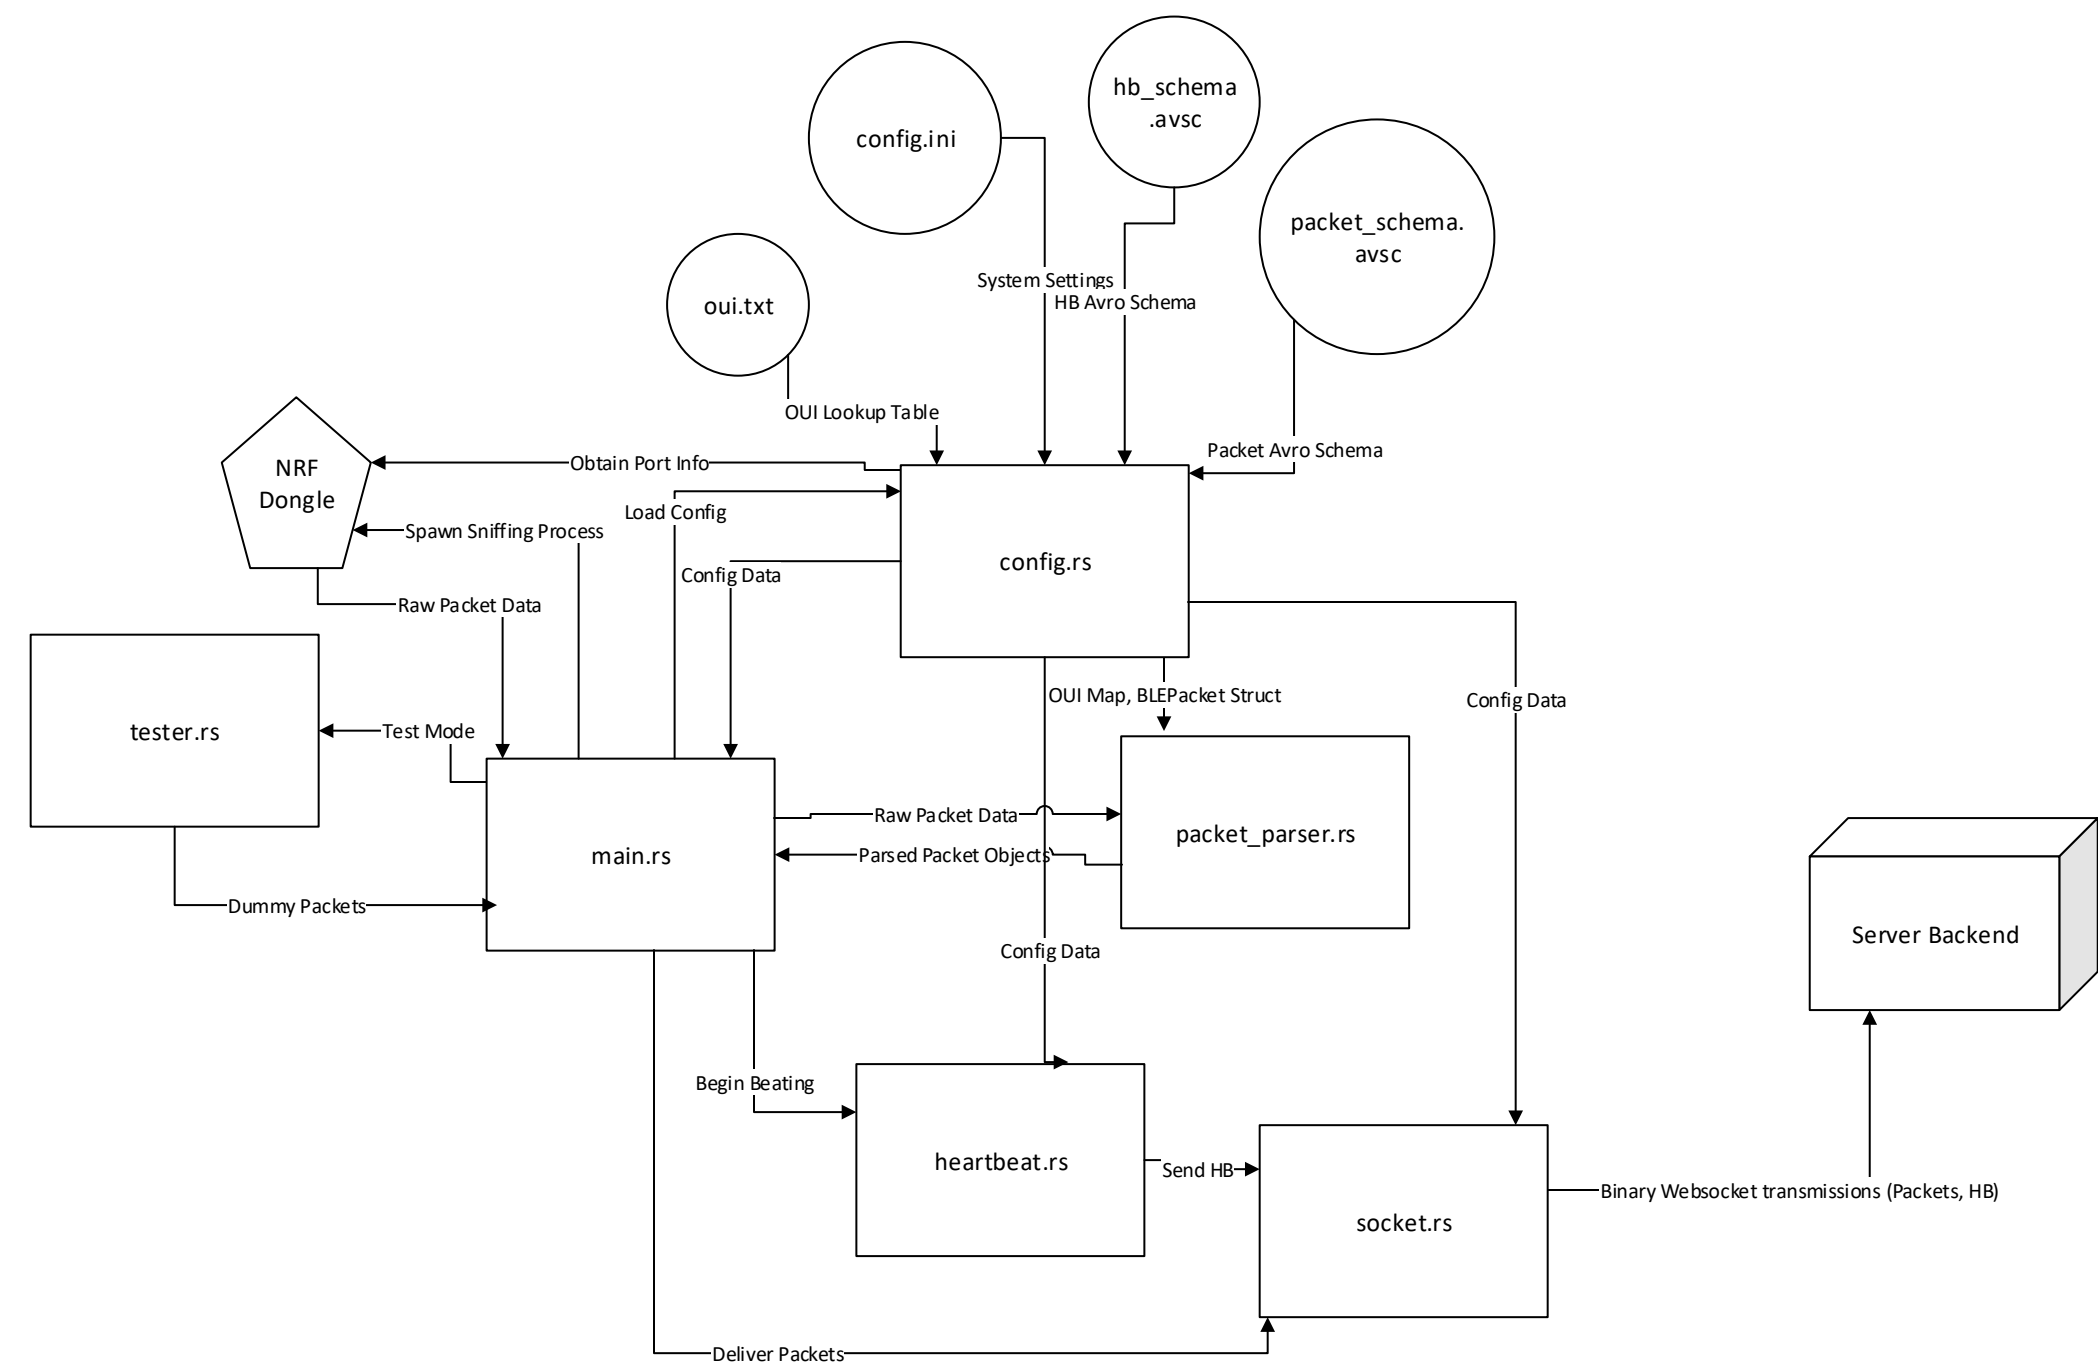 hb_schema
.avsc
config.ini
packet_schema.
avsc
System Settings
HB Avro Schema
oui.txt
OUI Lookup Table
Packet Avro Schema
NRF
Dongle
Obtain Port Info
Load Config
Spawn Sniffing Process
config.rs
Config Data
Raw Packet Data
OUI Map, BLEPacket Struct
Config Data
tester.rs
Test Mode
Raw Packet Data
packet_parser.rs
main.rs
Parsed Packet Objects
Dummy Packets
Server Backend
Config Data
Begin Beating
heartbeat.rs
Send HB
Binary Websocket transmissions (Packets, HB)
socket.rs
Deliver Packets